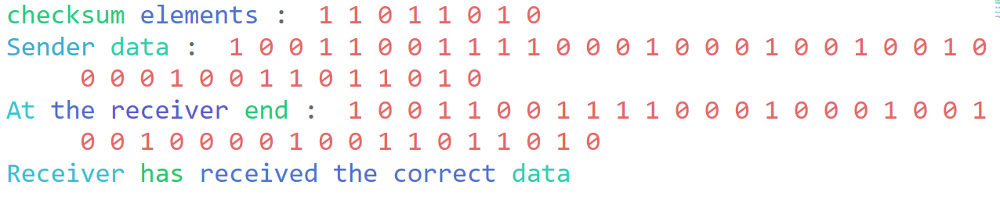 checksum elements :  1 1 0 1 1 0 1 0
Sender data :  1 0 0 1 1 0 0 1 1 1 1 0 0 0 1 0 0 0 1 0 0 1 0 0 1 0
0 0 0 1 0 0 1 1 0 1 1 0 1 0
At the receiver end :  1 0 0 1 1 0 0 1 1 1 1 0 0 0 1 0 0 0 1 0 0 1
0 0 1 0 0 0 0 1 0 0 1 1 0 1 1 0 1 0
Receiver has received the correct data